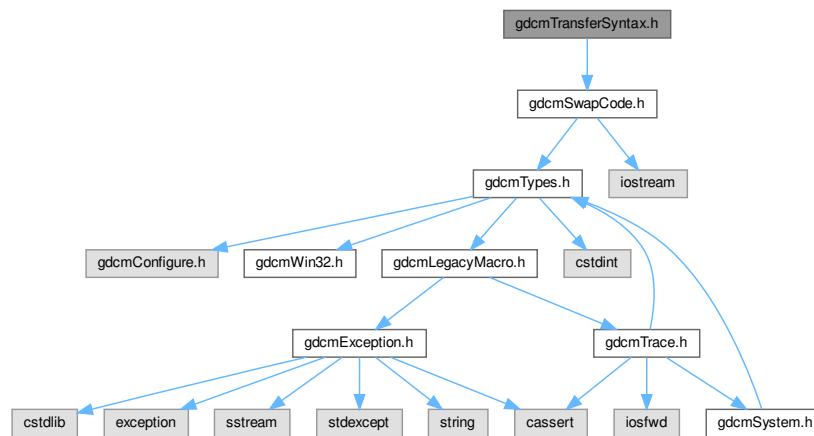 gdcmTransferSyntax.h
gdcmSwapCode.h
gdcmTypes.h
iostream
gdcmConfigure.h
gdcmWin32.h
gdcmLegacyMacro.h
cstdint
gdcmException.h
gdcmTrace.h
cstdlib
exception
sstream
stdexcept
string
cassert
iosfwd
gdcmSystem.h